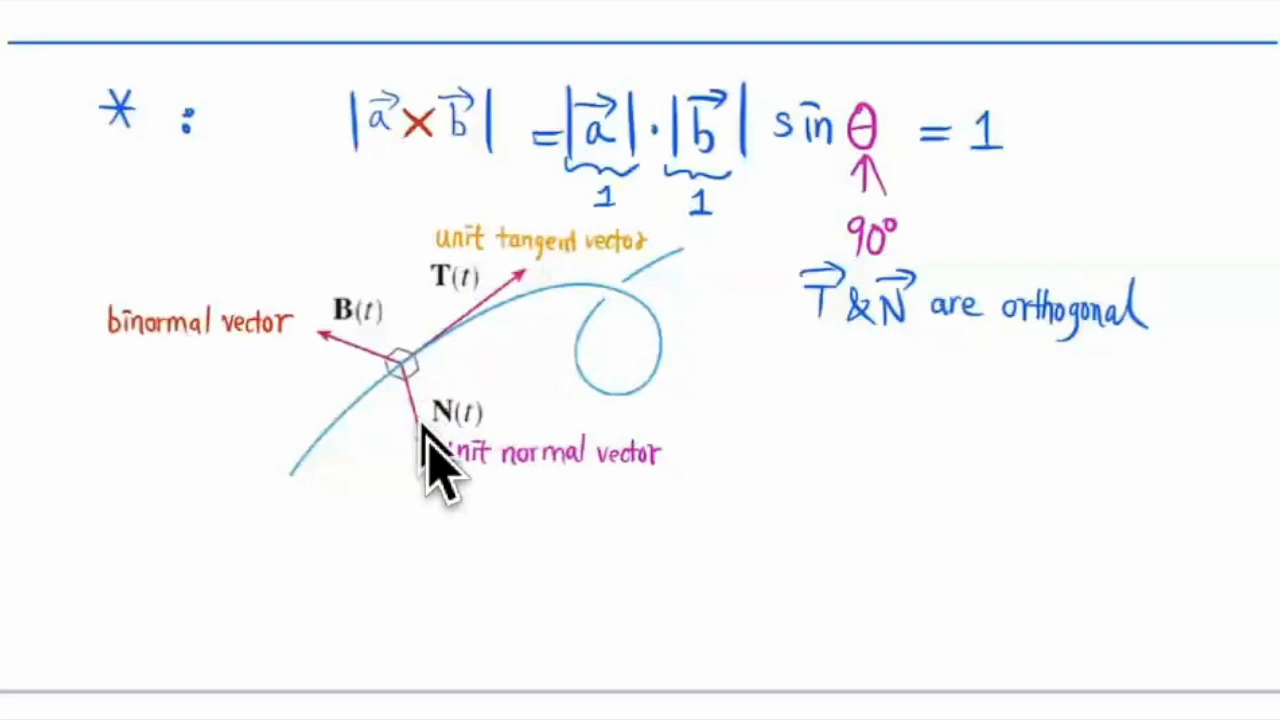 * : |a⃗ × b⃗| = |a⃗| · |b⃗| sin θ = 1
1 1
90°
unit tangent vector
T(t)
T⃗ & N⃗ are orthogonal
B(t)
binormal vector
N(t)
normal vector